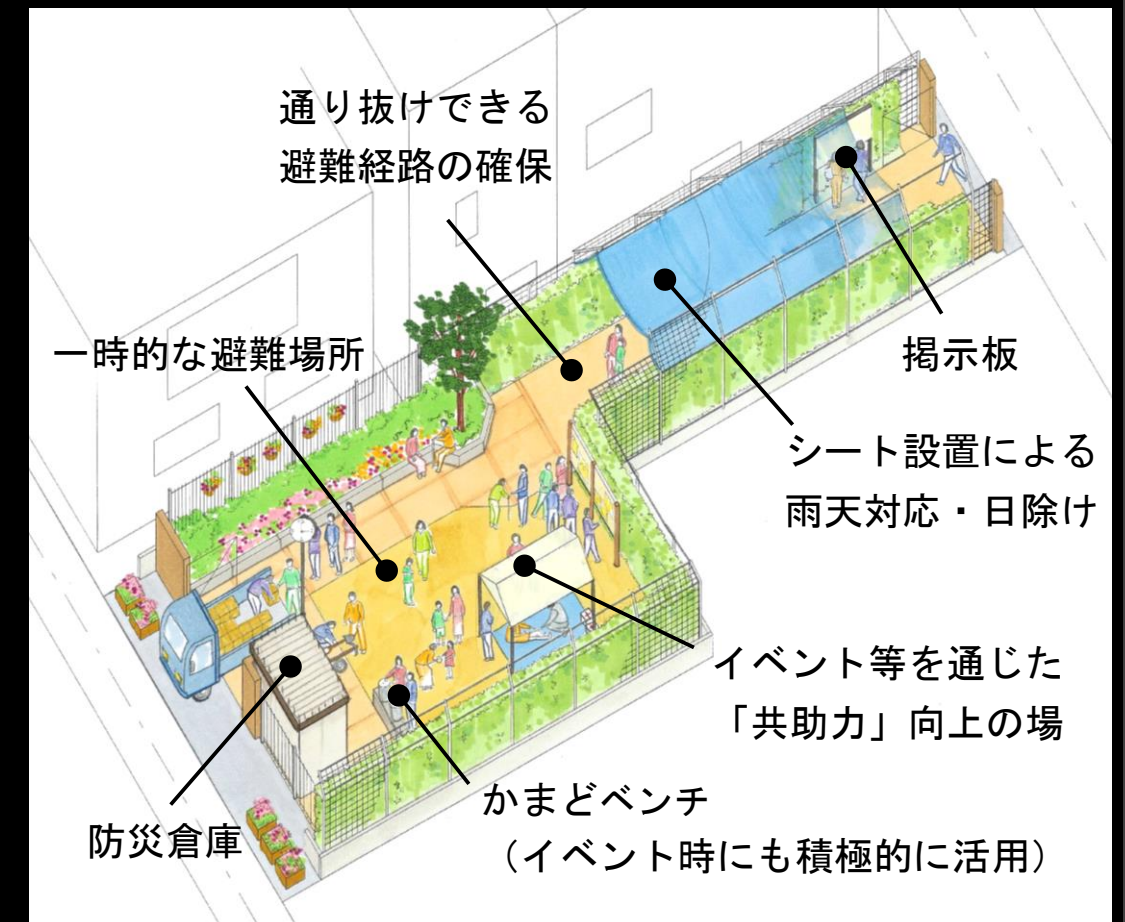 通り抜けできる
避難経路の確保
一時的な避難場所
掲示板
シート設置による
雨天対応・日除け
イベント等を通じた
「共助力」向上の場
かまどベンチ
（イベント時にも積極的に活用）
防災倉庫